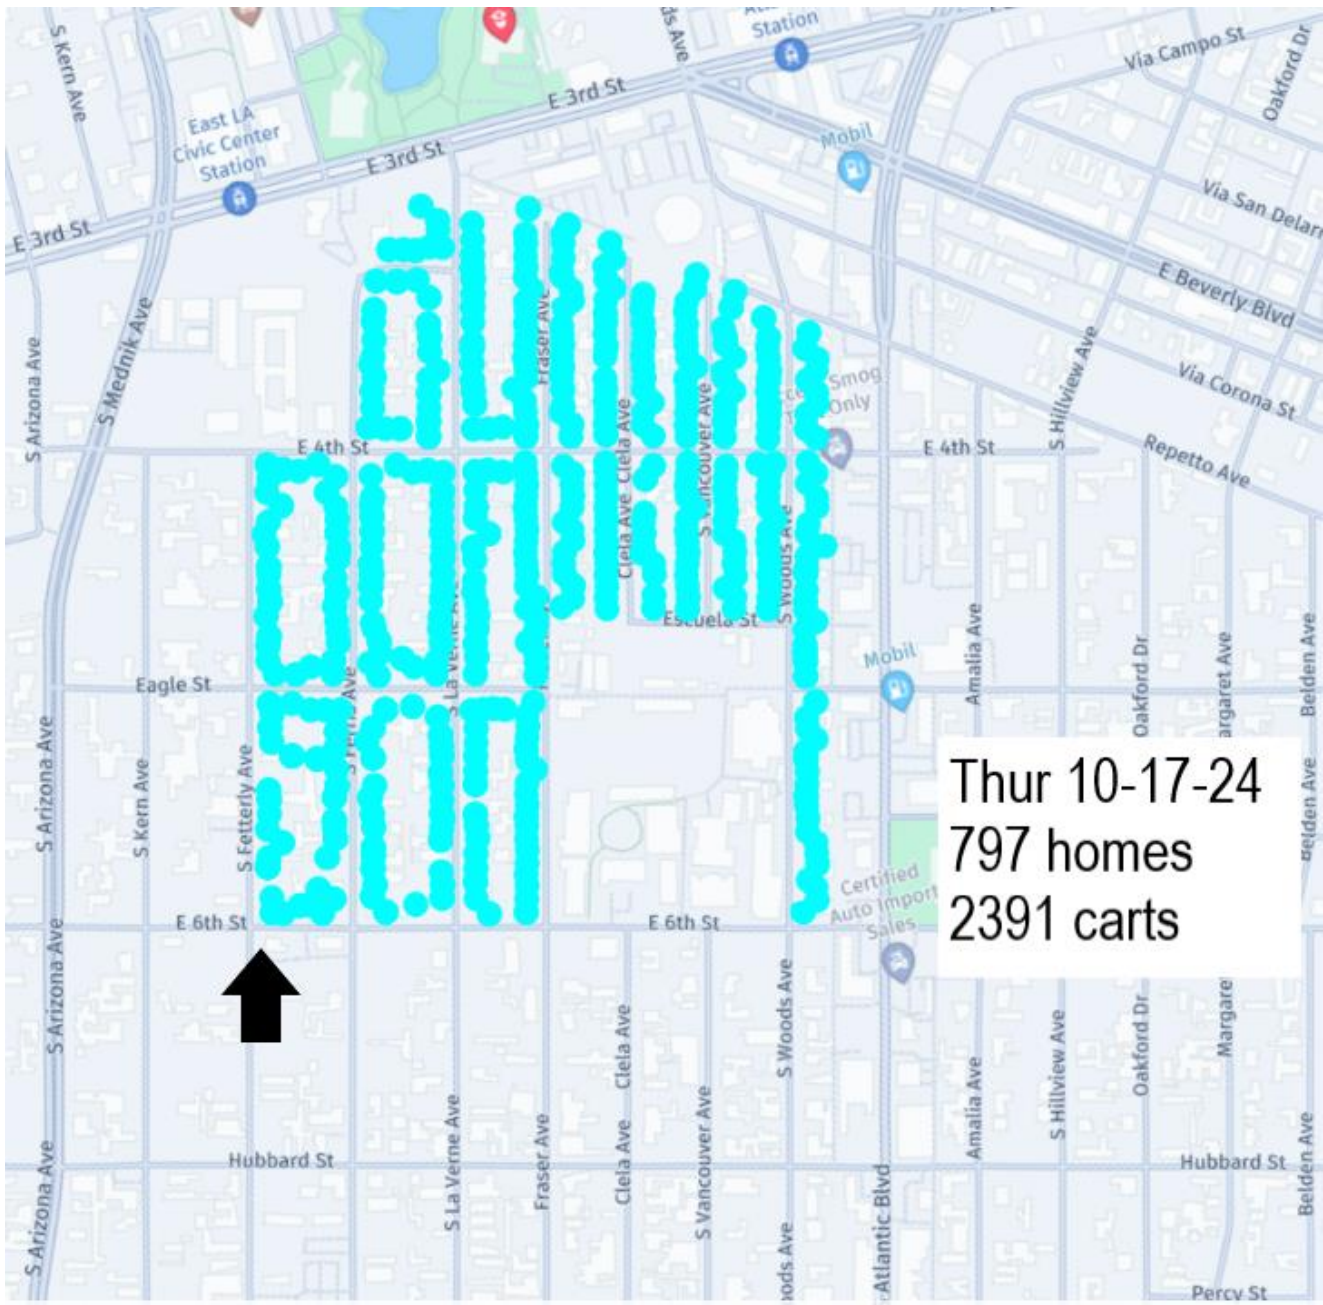 Station
S Kern Ave
Via Campo St
Oakford Dr
E 3rd St
East LA
Civic Center
Station
Mobil
E 3rd St
Via San Delarr
E 3rd St
E Beverly Blvd
S Mednik Ave
Fraser Ave
S Arizona Ave
S Hillview Ave
Via Corona St
Smog
Only
Clela Ave
S Vancouver Ave
E 4th St
E 4th St
Repetto Ave
Clela Ave
S Woods Ave
Escuela St
Amalia Ave
Oakford Dr
Belden Ave
Mobil
Eagle St
S La Verne Ave
S Arizona Ave
S Kern Ave
S Fetterly Ave
Belden Ave
Thur 10-17-24
797 homes
2391 carts
Certified
Auto Import
Sales
E 6th St
E 6th St
S Arizona Ave
S Woods Ave
Clela Ave
Oakford Dr
Margare
S Hillview Ave
Amalia Ave
S La Verne Ave
Fraser Ave
Clela Ave
S Vancouver Ave
Hubbard St
Hubbard St
Belden Ave
S Arizona Ave
Atlantic Blvd
Percy St